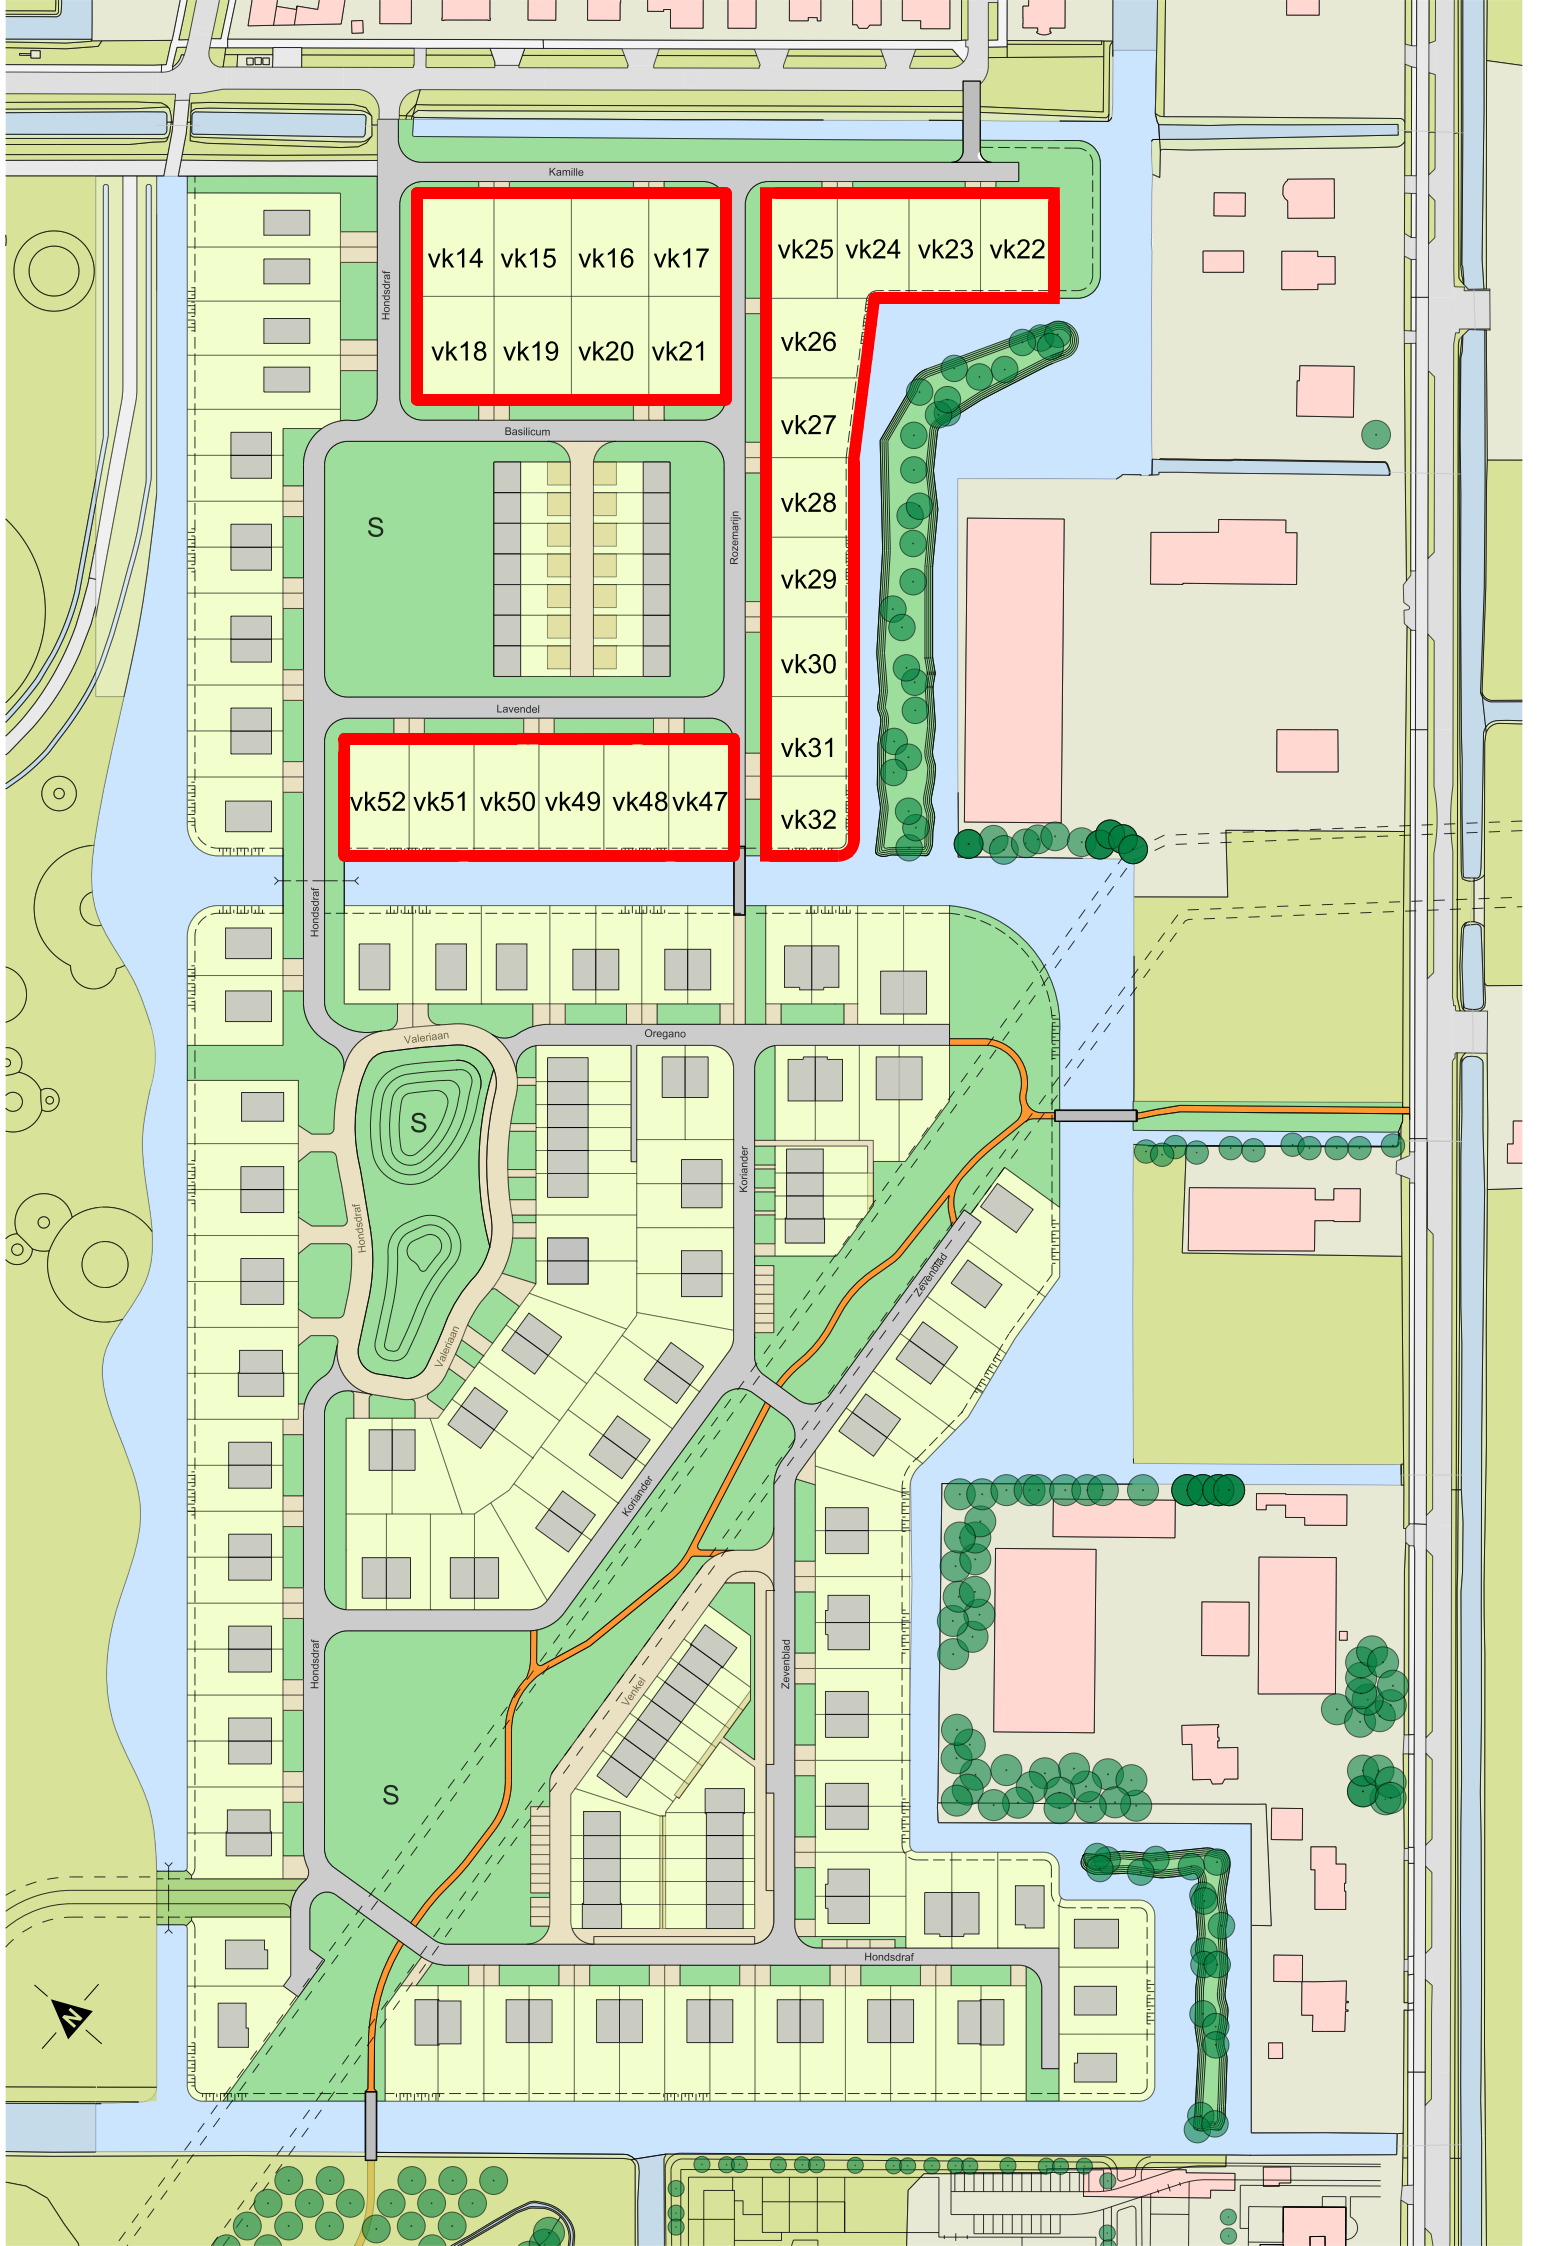 Kamille
vk14 vk15 vk16 vk17
vk25 vk24 vk23 vk22
Hondsdraf
vk18 vk19 vk20 vk21
vk26
vk27
Basilicum
vk28
S
Rozemarijn
vk29
vk30
Lavendel
vk31
vk52 vk51 vk50 vk49 vk48 vk47
vk32
Hondsdraf
Valeriaan
Oregano
S
Koriander
Hondsdraf
Zevenblad
Valeriaan
Koriander
Hondsdraf
Zevenblad
Venkel
S
Hondsdraf
N